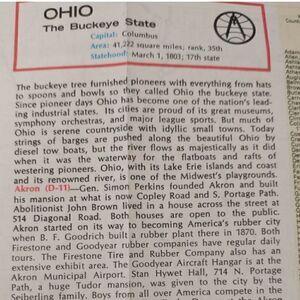 OHIO
The Buckeye State
Capital: Columbus
Area: 41,222 square miles; rank, 35th
Statehood: March 1, 1803; 17th state
The buckeye tree furnished pioneers with everything from hats
to spoons and bowls so they called Ohio the buckeye state.
Since pioneer days Ohio has become one of the nation's lead-
ing industrial states. Its cities are proud of its great museums,
symphony orchestras, and major league sports. But much of
Ohio is serene countryside with idyllic small towns. Today
strings of barges are pushed along the beautiful Ohio by
diesel tow boats, but the river flows as majestically as it did
when it was the waterway for the flatboats and rafts of
westering pioneers. Ohio, with its Lake Erie islands and coast
and its renowned river, is one of the Midwest's playgrounds.
Akron (D-11)—Gen. Simon Perkins founded Akron and built
his mansion at what is now Copley Road and S. Portage Path.
Abolitionist John Brown lived in a house across the street at
514 Diagonal Road. Both houses are open to the public.
Akron started on its way to becoming America's rubber city
when B. F. Goodrich built a rubber plant there in 1870. Both
Firestone and Goodyear rubber companies have regular daily
tours. The Firestone Tire and Rubber Company also has an
extensive exhibit area. The Goodyear Aircraft Hangar is at the
Akron Municipal Airport. Stan Hywet Hall, 714 N. Portage
Path, a huge Tudor mansion, was given to the city by the
Seiberling family. Boys from all over America compete in the